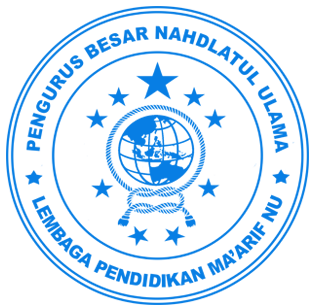 PENGURUS BESAR NAHDLATUL ULAMA
LEMBAGA PENDIDIKAN MA'ARIF NU